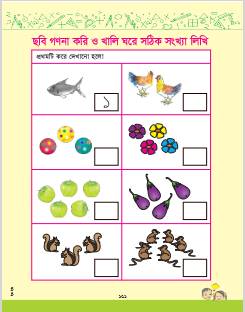 ছবি গণনা করি ও খালি ঘরে সঠিক সংখ্যা লিখি
প্রথমটি করে দেখানো হলো
১